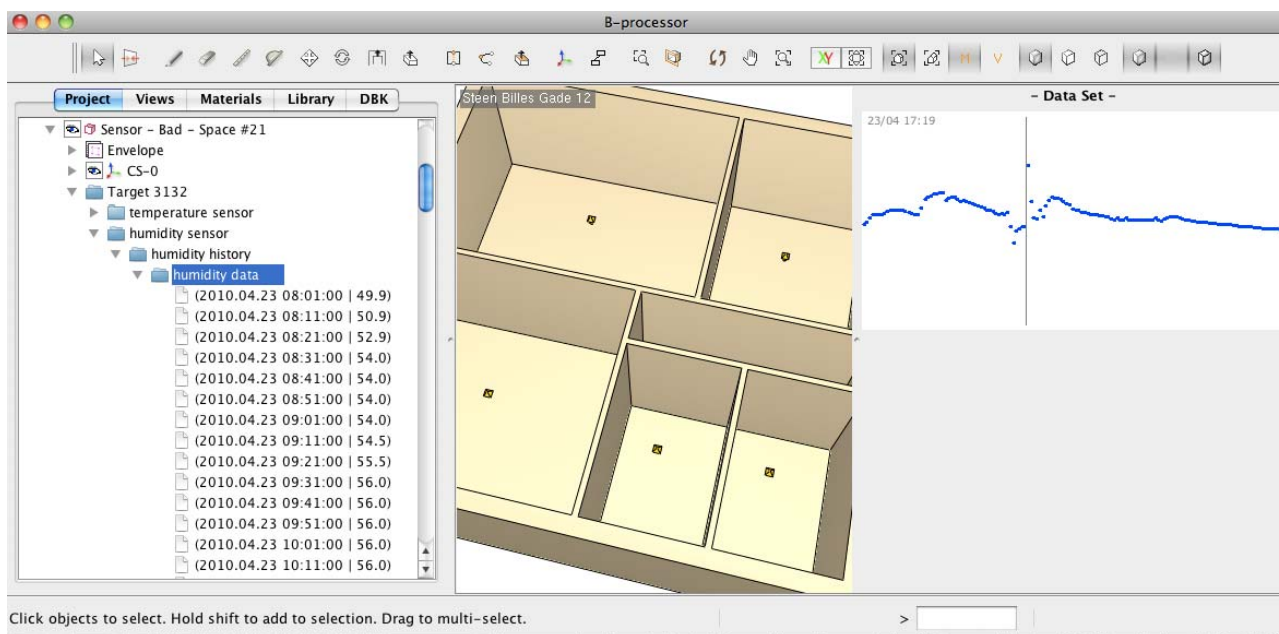 B-processor
XY
M
V
Project Views Materials Library DBK
Sensor - Bad - Space #21
Envelope
CS-0
Target 3132
temperature sensor
humidity sensor
humidity history
humidity data
(2010.04.23 08:01:00 | 49.9)
(2010.04.23 08:11:00 | 50.9)
(2010.04.23 08:21:00 | 52.9)
(2010.04.23 08:31:00 | 54.0)
(2010.04.23 08:41:00 | 54.0)
(2010.04.23 08:51:00 | 54.0)
(2010.04.23 09:01:00 | 54.0)
(2010.04.23 09:11:00 | 54.5)
(2010.04.23 09:21:00 | 55.5)
(2010.04.23 09:31:00 | 56.0)
(2010.04.23 09:41:00 | 56.0)
(2010.04.23 09:51:00 | 56.0)
(2010.04.23 10:01:00 | 56.0)
(2010.04.23 10:11:00 | 56.0)
Steen Billes Gade 12
- Data Set -
23/04 17:19
Click objects to select. Hold shift to add to selection. Drag to multi-select.
>